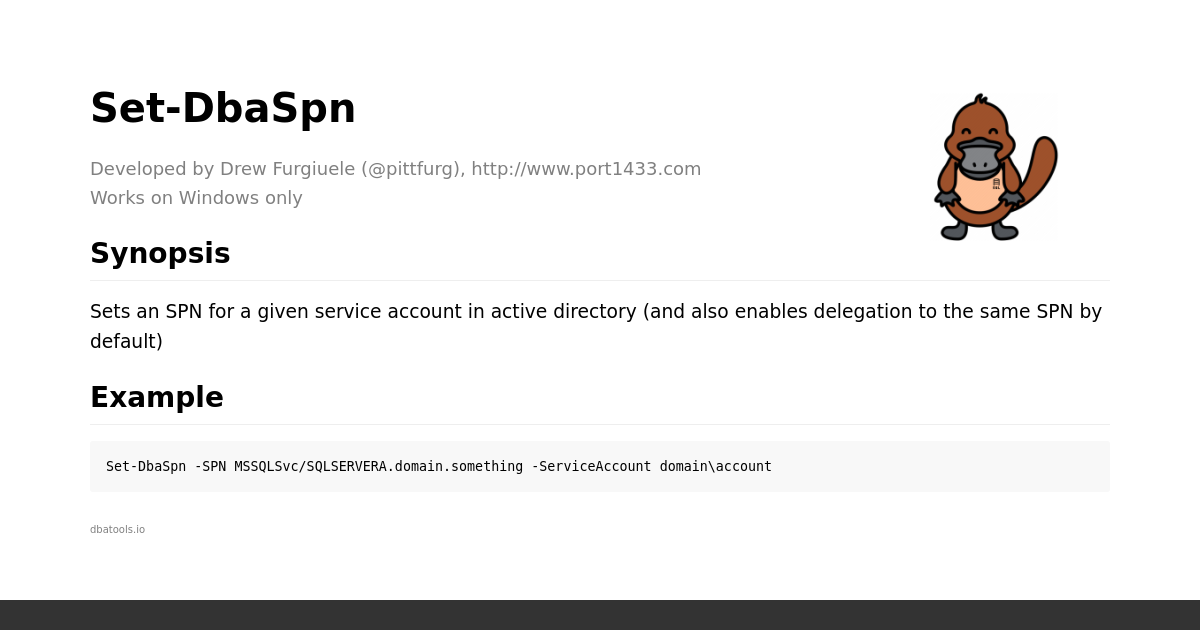 Set-DbaSpn
Developed by Drew Furgiuele (@pittfurg), http://www.port1433.com
Works on Windows only
Synopsis
Sets an SPN for a given service account in active directory (and also enables delegation to the same SPN by
default)
Example
Set-DbaSpn -SPN MSSQLSvc/SQLSERVERA.domain.something -ServiceAccount domain\account
dbatools.io